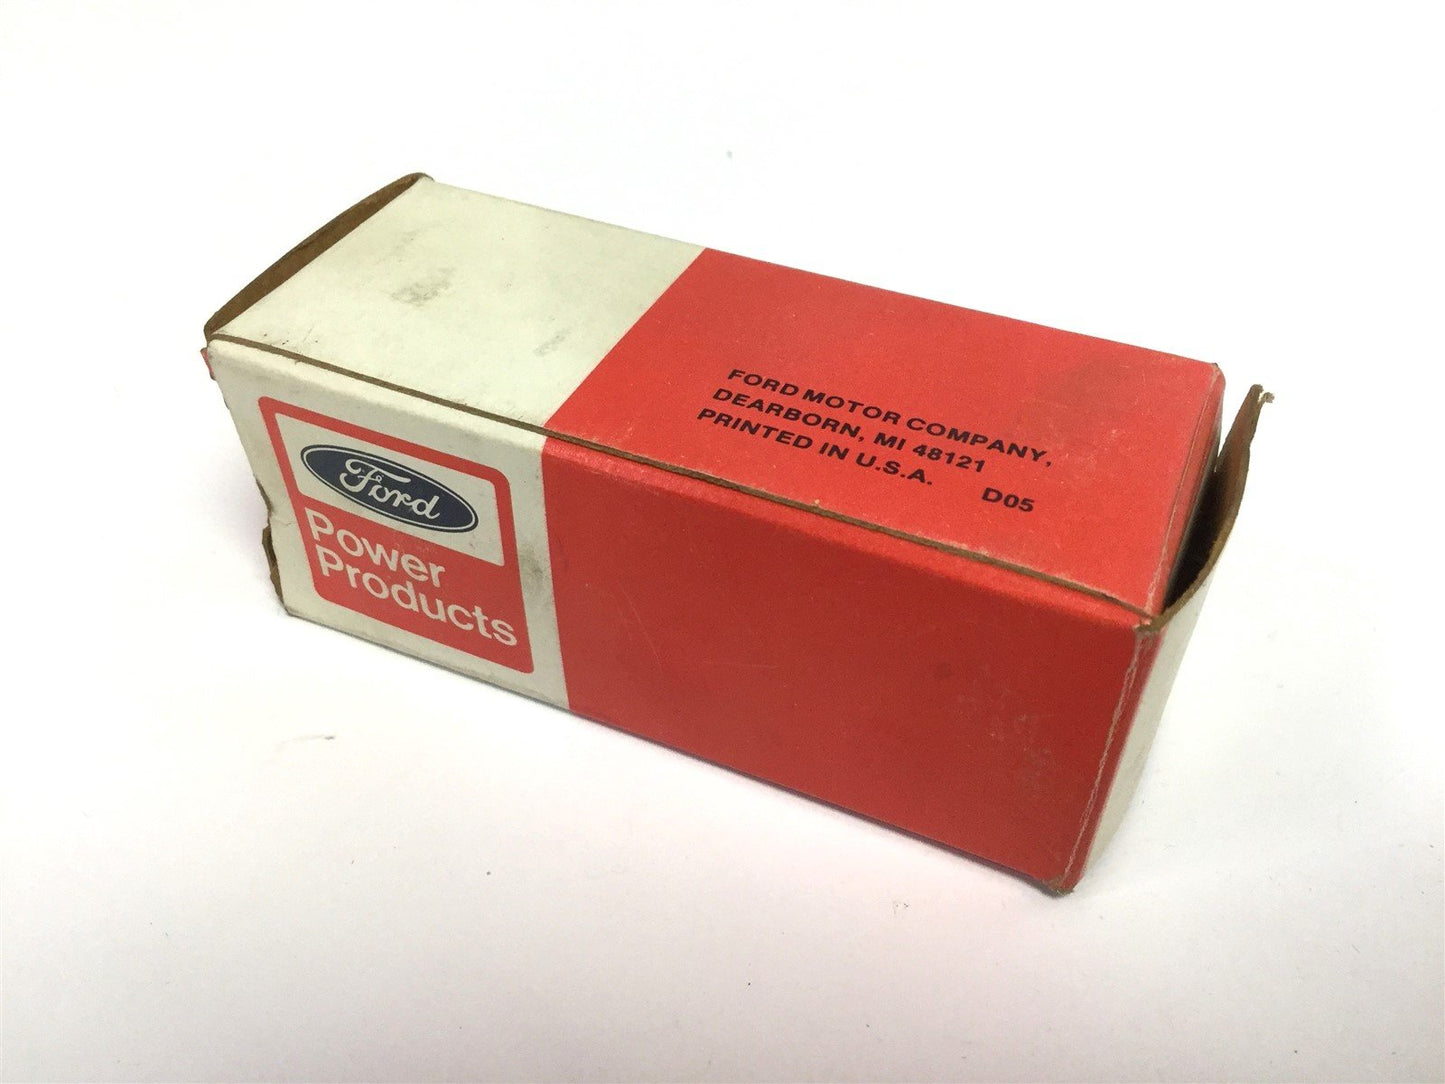 FORD MOTOR COMPANY,
DEARBORN, MI 48121
PRINTED IN U.S.A. D05
Ford
Power
Products